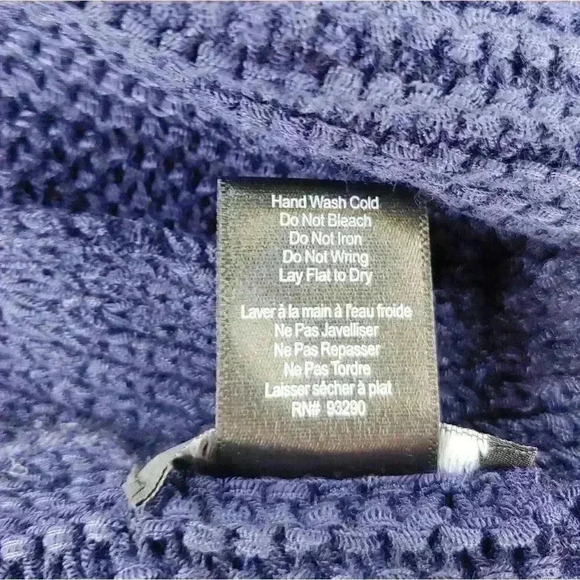 Hand Wash Cold
Do Not Bleach
Do Not Iron
Do Not Wring
Lay Flat to Dry
Laver à la main à l'eau froide
Ne Pas Javelliser
Ne Pas Repasser
Ne Pas Tordre
Laisser sécher à plat
RN# 93290